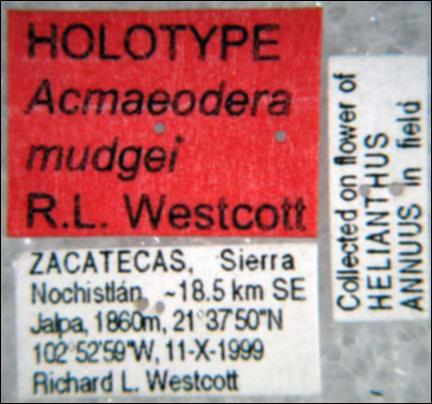 HOLOTYPE
Acmaeodera
mudgei
R.L. Westcott
ZACATECAS, Sierra
Nochistlán, ~18.5 km SE
Jalpa, 1860m, 21°37'50"N
102°52'59"W, 11-X-1999
Richard L. Westcott
Collected on flower of
HELIANTHUS
ANNUUS in field